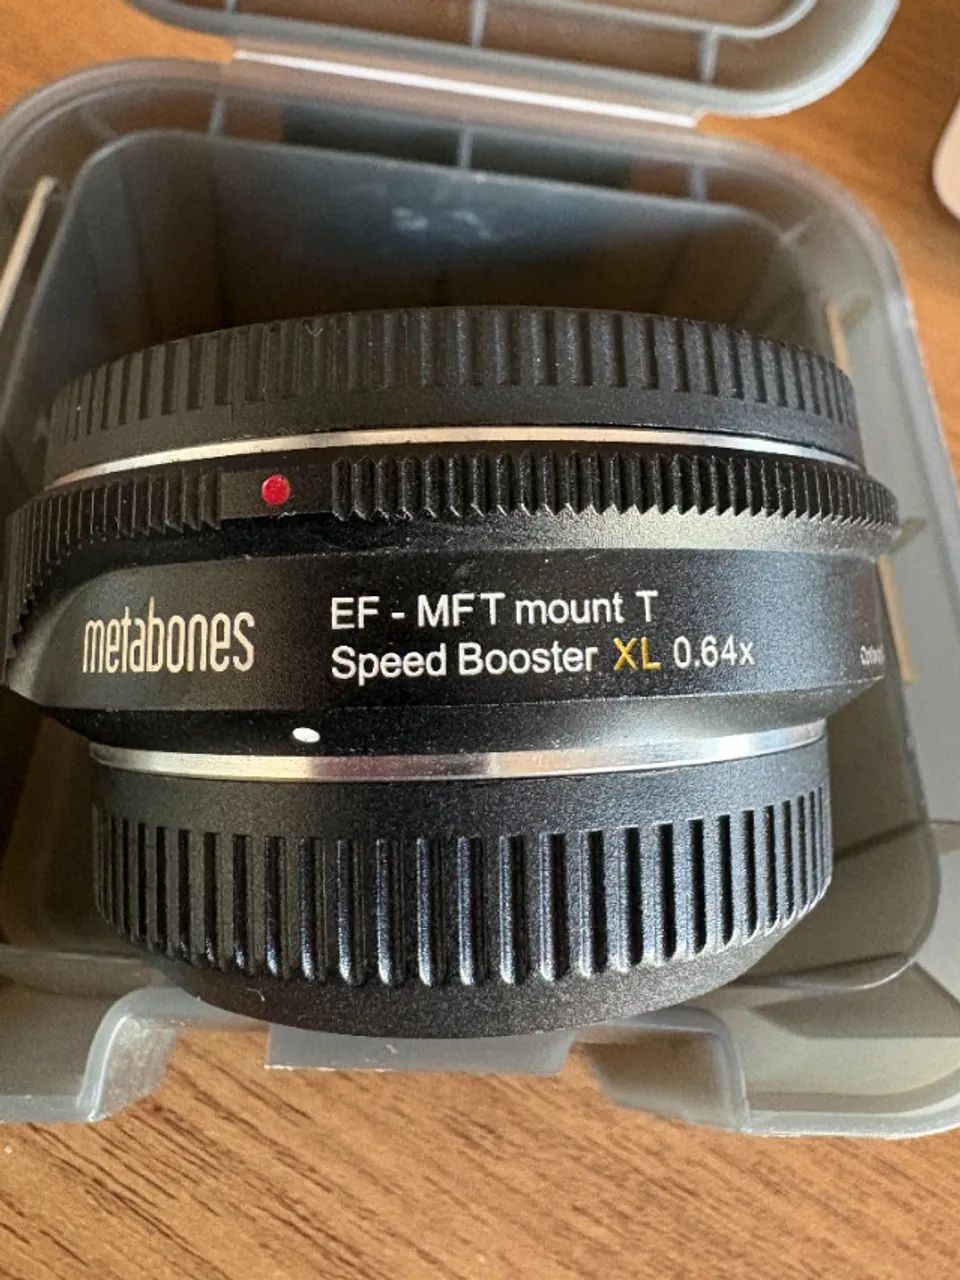 metabones
EF - MFT mount T
Speed Booster XL 0.64x